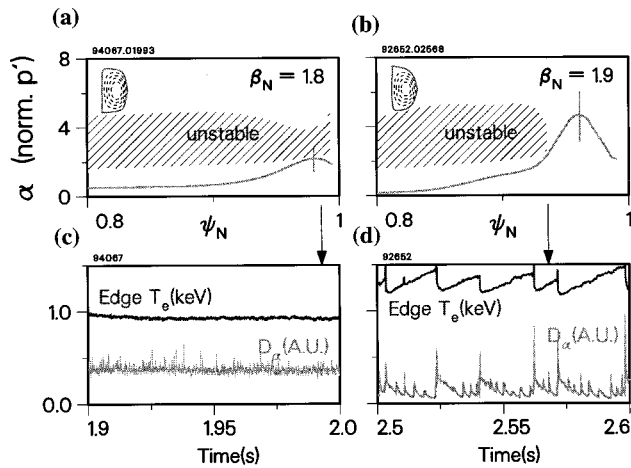 (a)
94067.01993
β_N = 1.8
unstable
α (norm. p')
8
4
0
0.8
ψ_N
1
(b)
92652.02568
β_N = 1.9
unstable
0.8
ψ_N
1
(c)
94067
Edge T_e(keV)
D_α(A.U.)
1.0
0.0
1.9
1.95
2.0
Time(s)
(d)
92652
Edge T_e(keV)
D_α(A.U.)
2.5
2.55
2.6
Time(s)